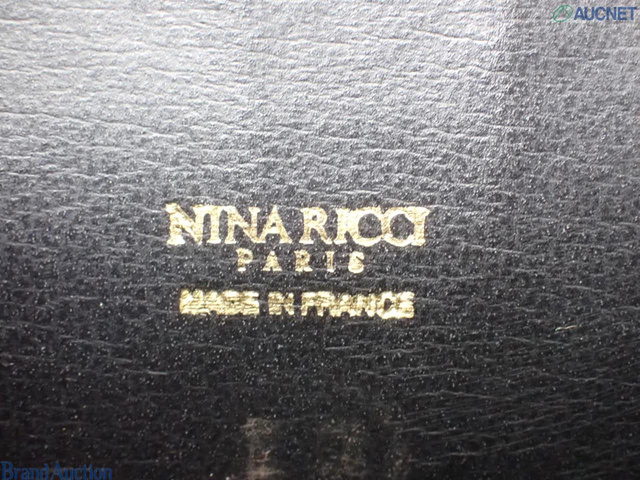 AUCNET
NINA RICCI
PARIS
MADE IN FRANCE
Brand Auction